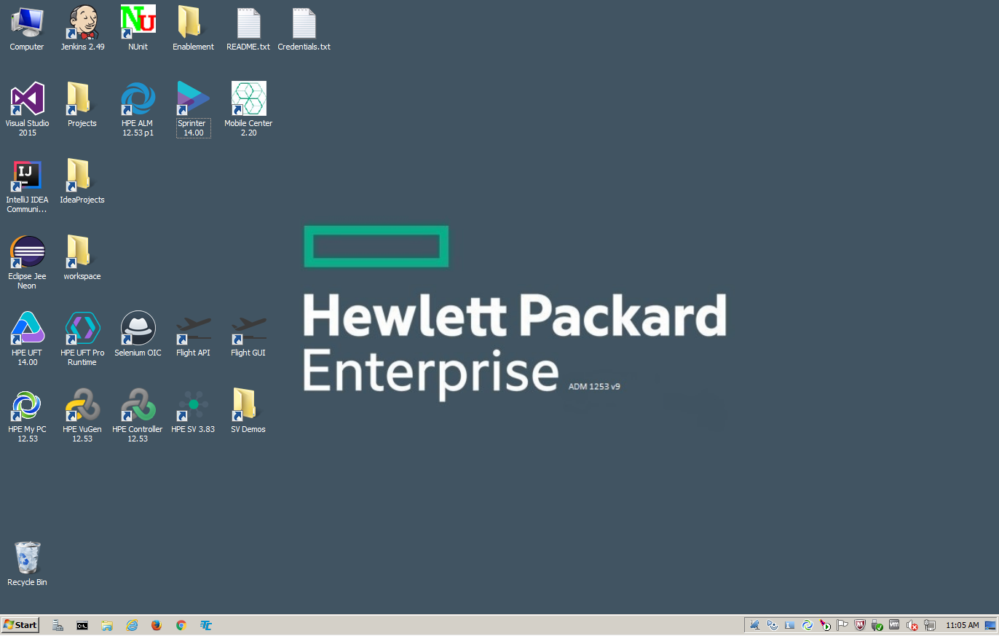 NU
Computer
Jenkins 2.49
NUnit
Enablement
README.txt
Credentials.txt
Visual Studio
2015
Projects
HPE ALM
12.53 p1
Sprinter
14.00
Mobile Center
2.20
IJ
IntelliJ IDEA
Communi...
IdeaProjects
Eclipse Jee
Neon
workspace
Hewlett Packard
Enterprise
ADM 1253 v9
HPE UFT
14.00
HPE UFT Pro
Runtime
Selenium OIC
Flight API
Flight GUI
HPE My PC
12.53
HPE VuGen
12.53
HPE Controller
12.53
HPE SV 3.83
SV Demos
Recycle Bin
Start
C:\.
TC
vm
11:05 AM